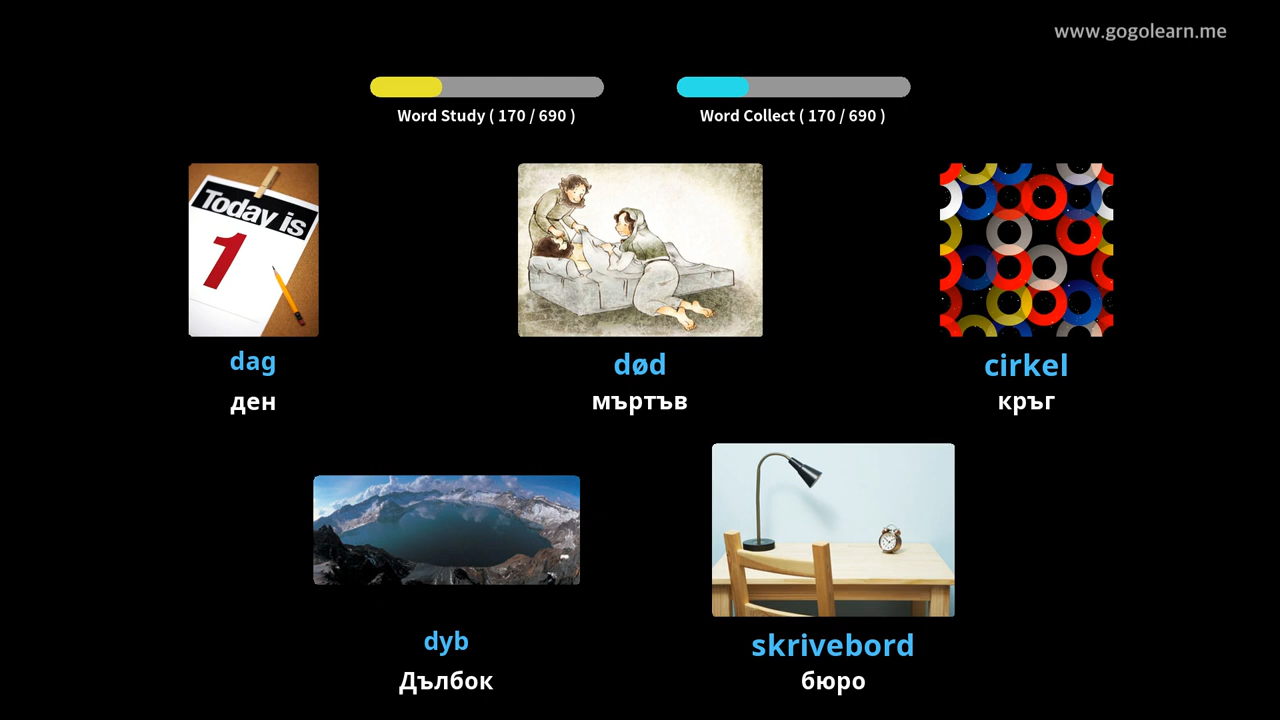 www.gogolearn.me
Word Study ( 170 / 690 )
Word Collect ( 170 / 690 )
Today is
1
dag
ден
død
мъртъв
cirkel
кръг
dyb
Дълбок
skrivebord
бюро